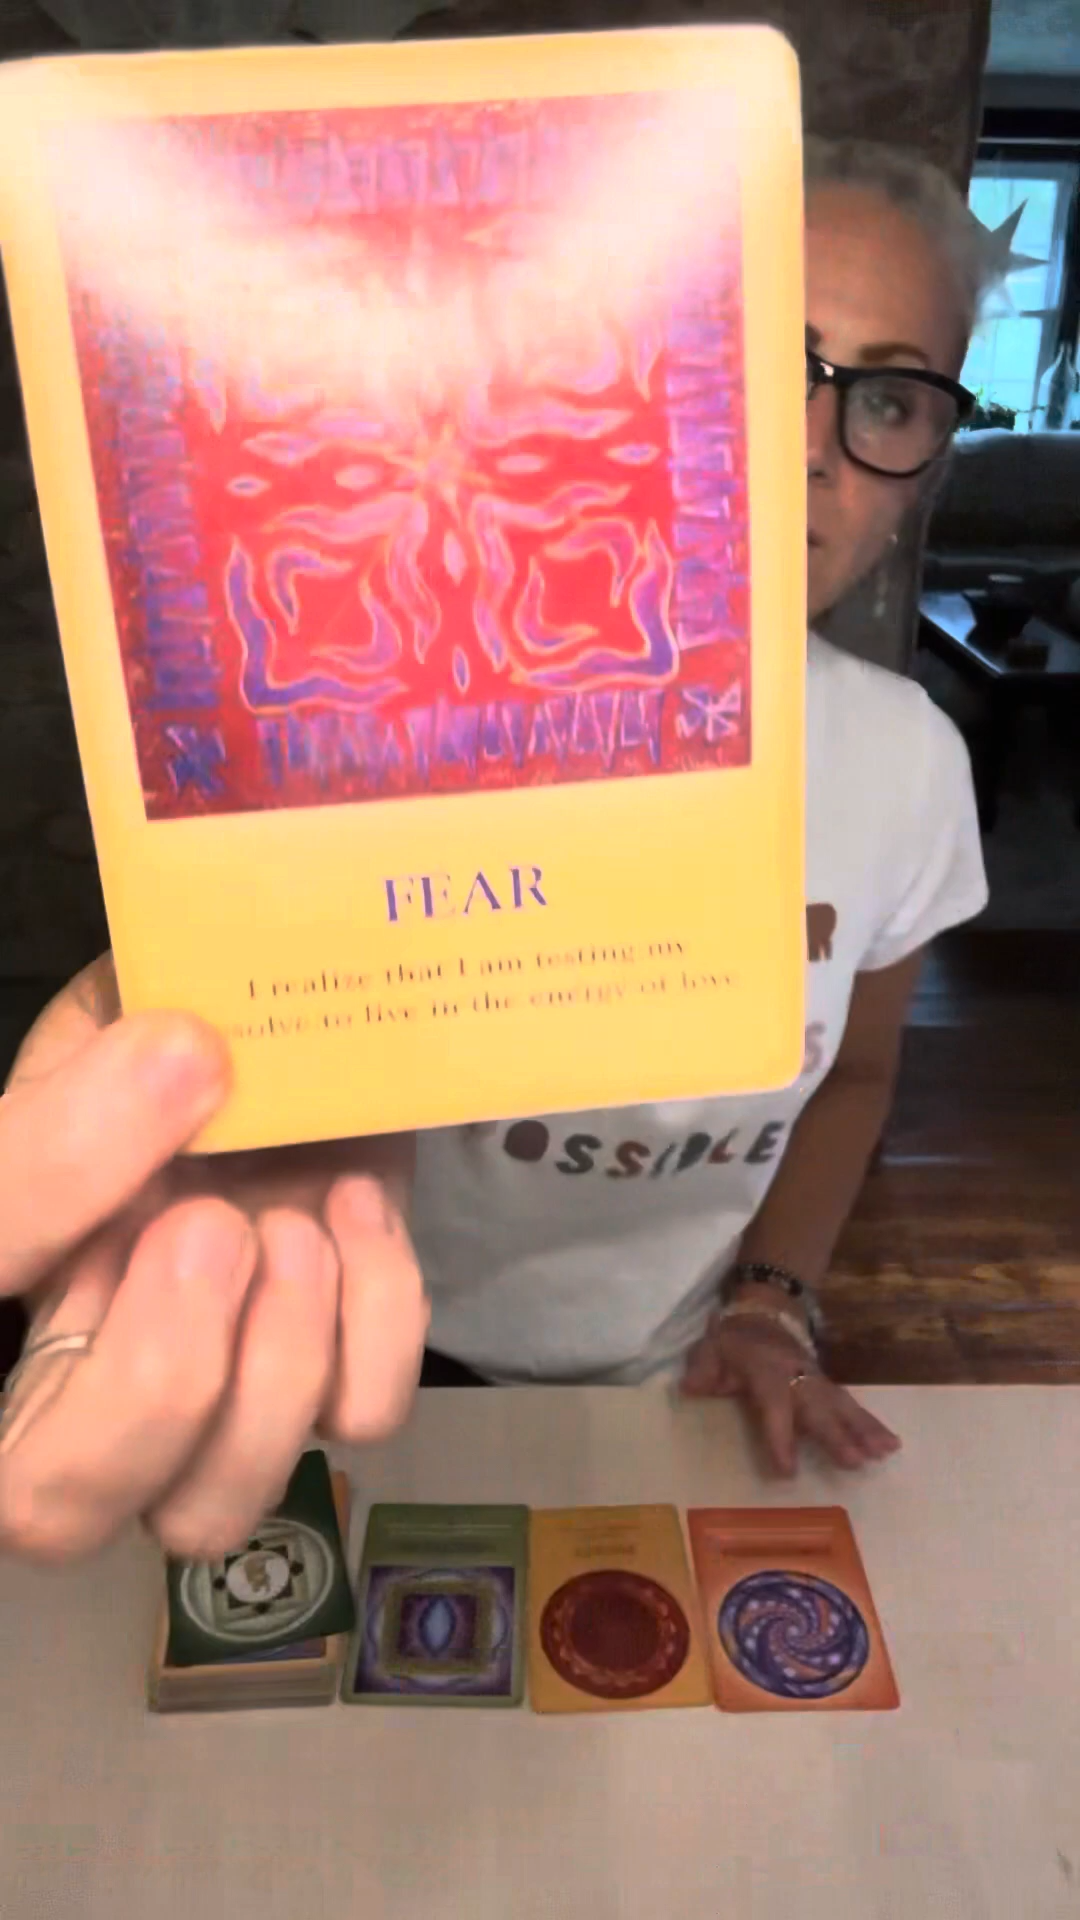 FEAR
I realize that I am testing my
solve to live in the energy of love
R
S
OSSIBLE